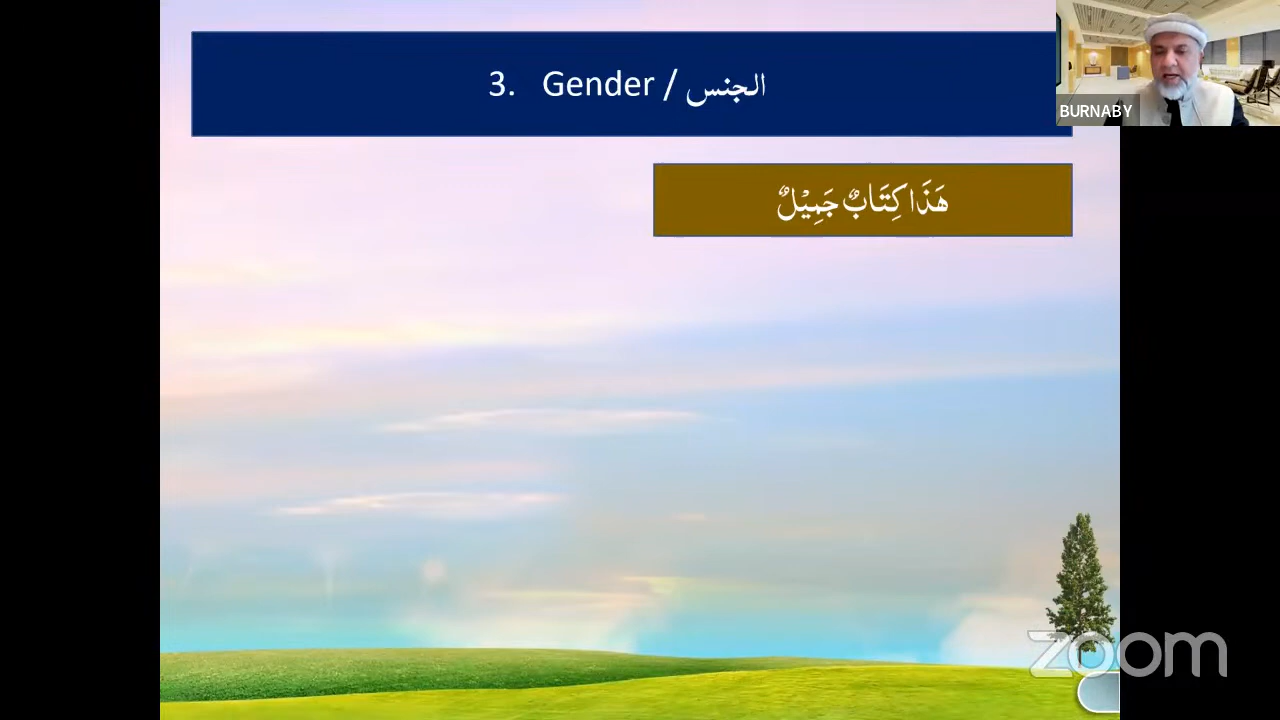 3. Gender / الجنس
BURNABY
هَذَا كِتَابٌ جَمِيْلٌ
zoom